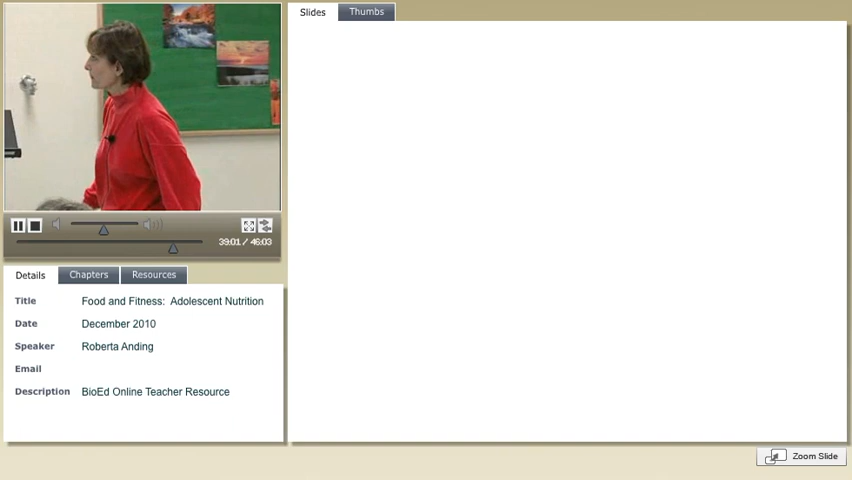 Slides Thumbs
39:01 / 46:03
Details Chapters Resources
Title Food and Fitness: Adolescent Nutrition
Date December 2010
Speaker Roberta Anding
Email
Description BioEd Online Teacher Resource
Zoom Slide